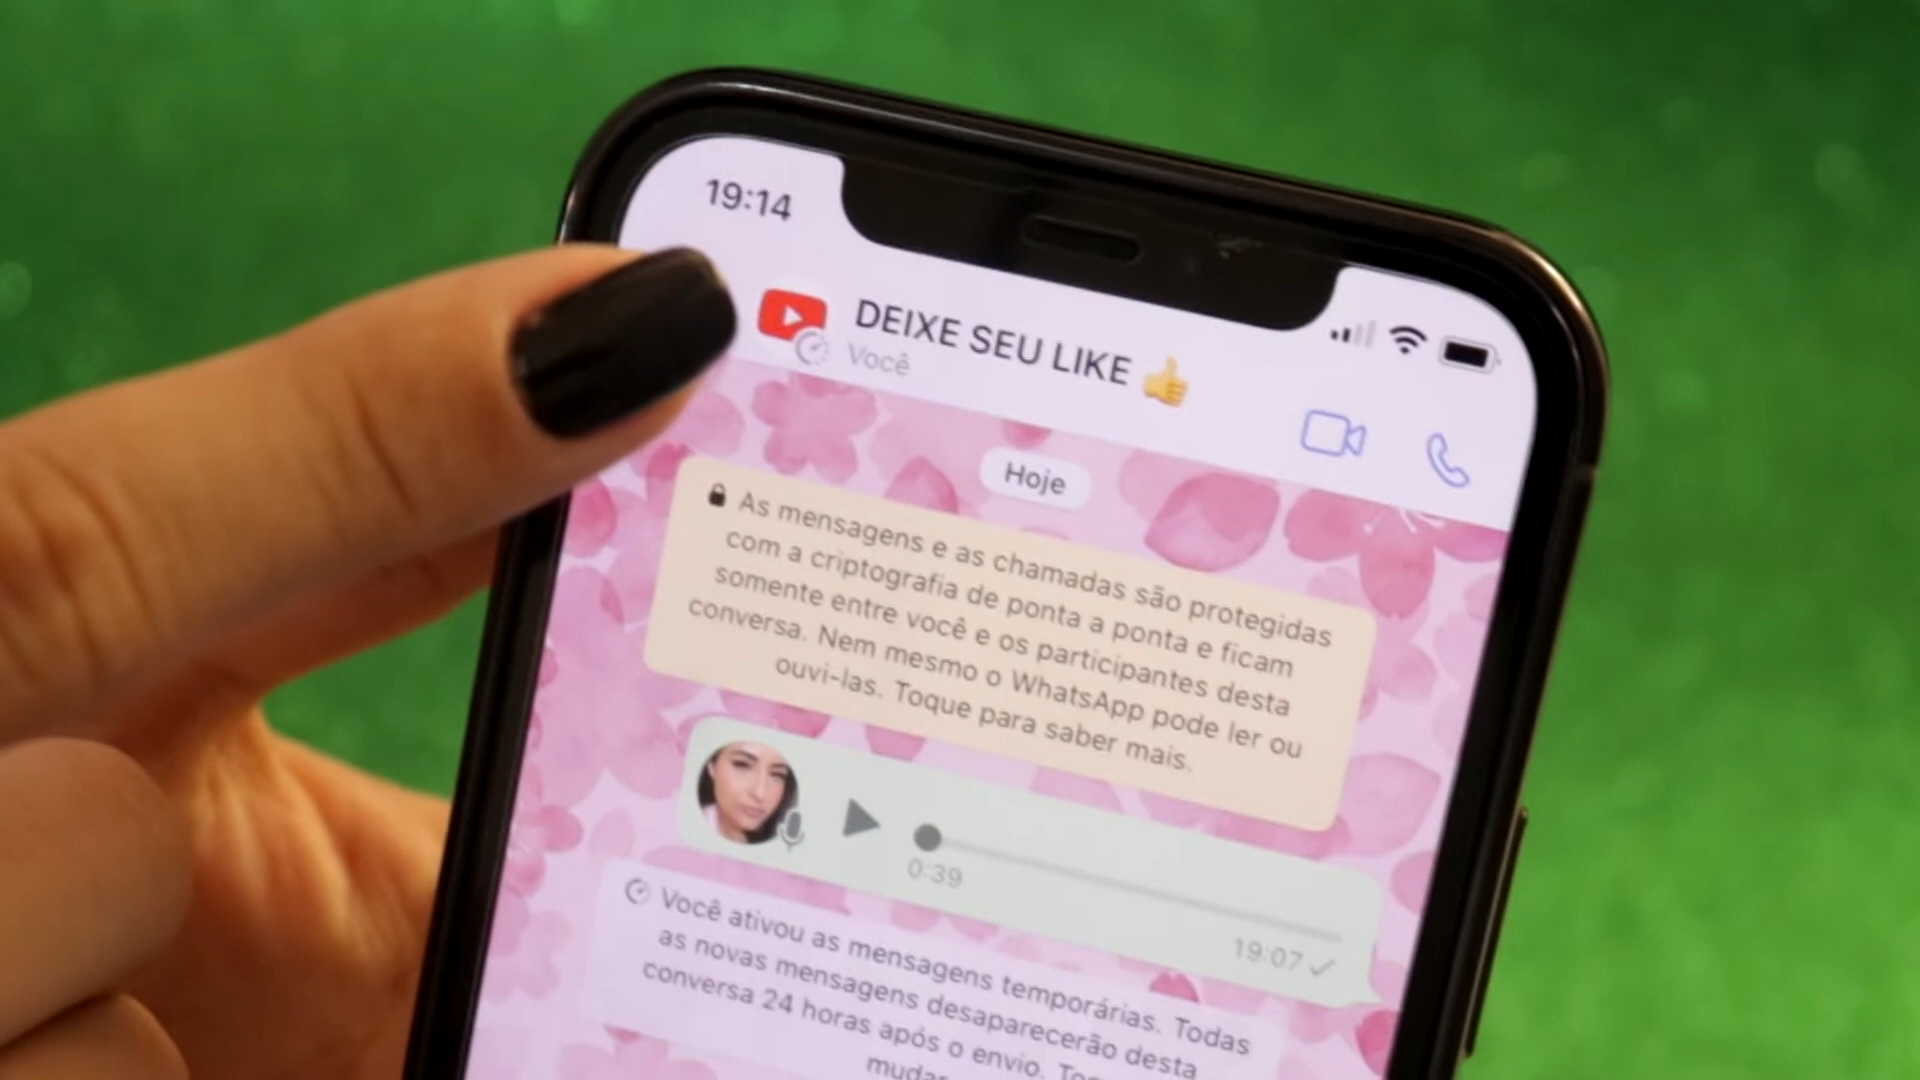 19:14
DEIXE SEU LIKE 👍
Você
Hoje
As mensagens e as chamadas são protegidas
com a criptografia de ponta a ponta e ficam
somente entre você e os participantes desta
conversa. Nem mesmo o WhatsApp pode ler ou
ouvi-las. Toque para saber mais.
0:39
19:07
Você ativou as mensagens temporárias. Todas
as novas mensagens desaparecerão desta
conversa 24 horas após o envio.